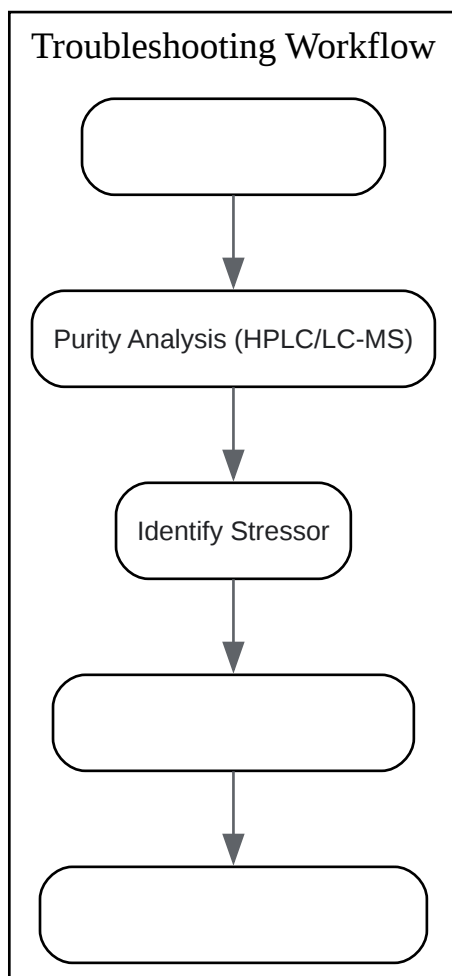 Troubleshooting Workflow
Purity Analysis (HPLC/LC-MS)
Identify Stressor